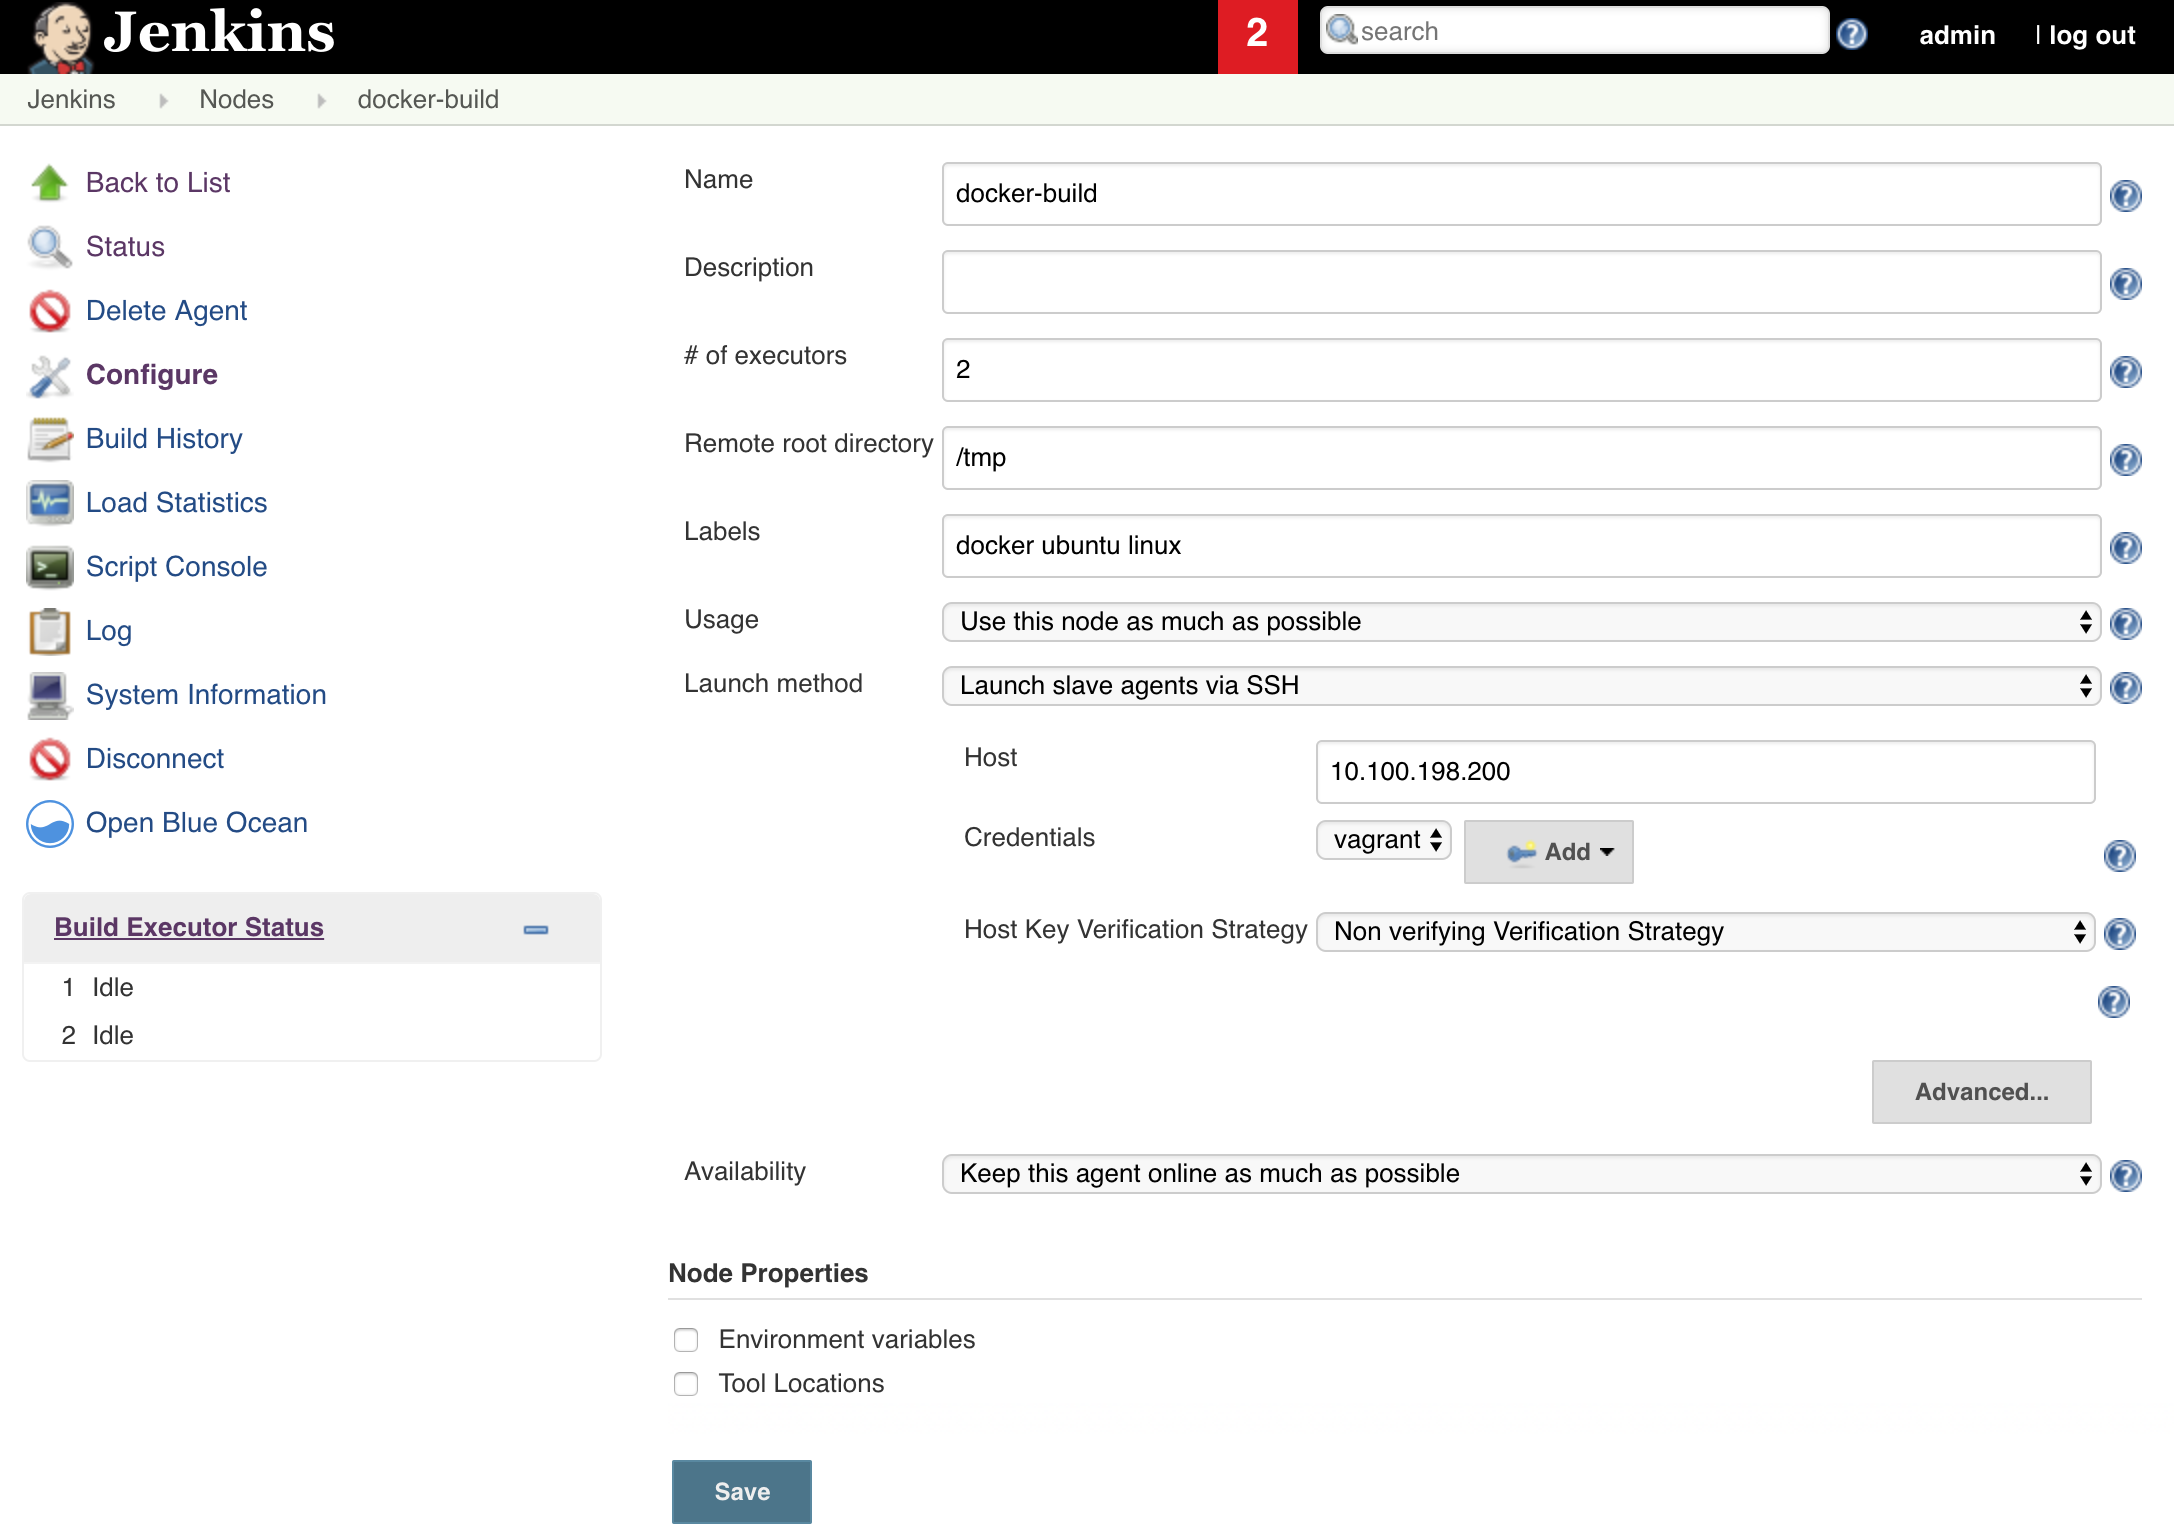 Jenkins
2
search
admin
| log out
Jenkins
Nodes
docker-build
Back to List
Status
Delete Agent
Configure
Build History
Load Statistics
Script Console
Log
System Information
Disconnect
Open Blue Ocean
Build Executor Status
1 Idle
2 Idle
Name
docker-build
Description
# of executors
2
Remote root directory
/tmp
Labels
docker ubuntu linux
Usage
Use this node as much as possible
Launch method
Launch slave agents via SSH
Host
10.100.198.200
Credentials
vagrant
Add
Host Key Verification Strategy
Non verifying Verification Strategy
Advanced...
Availability
Keep this agent online as much as possible
Node Properties
Environment variables
Tool Locations
Save